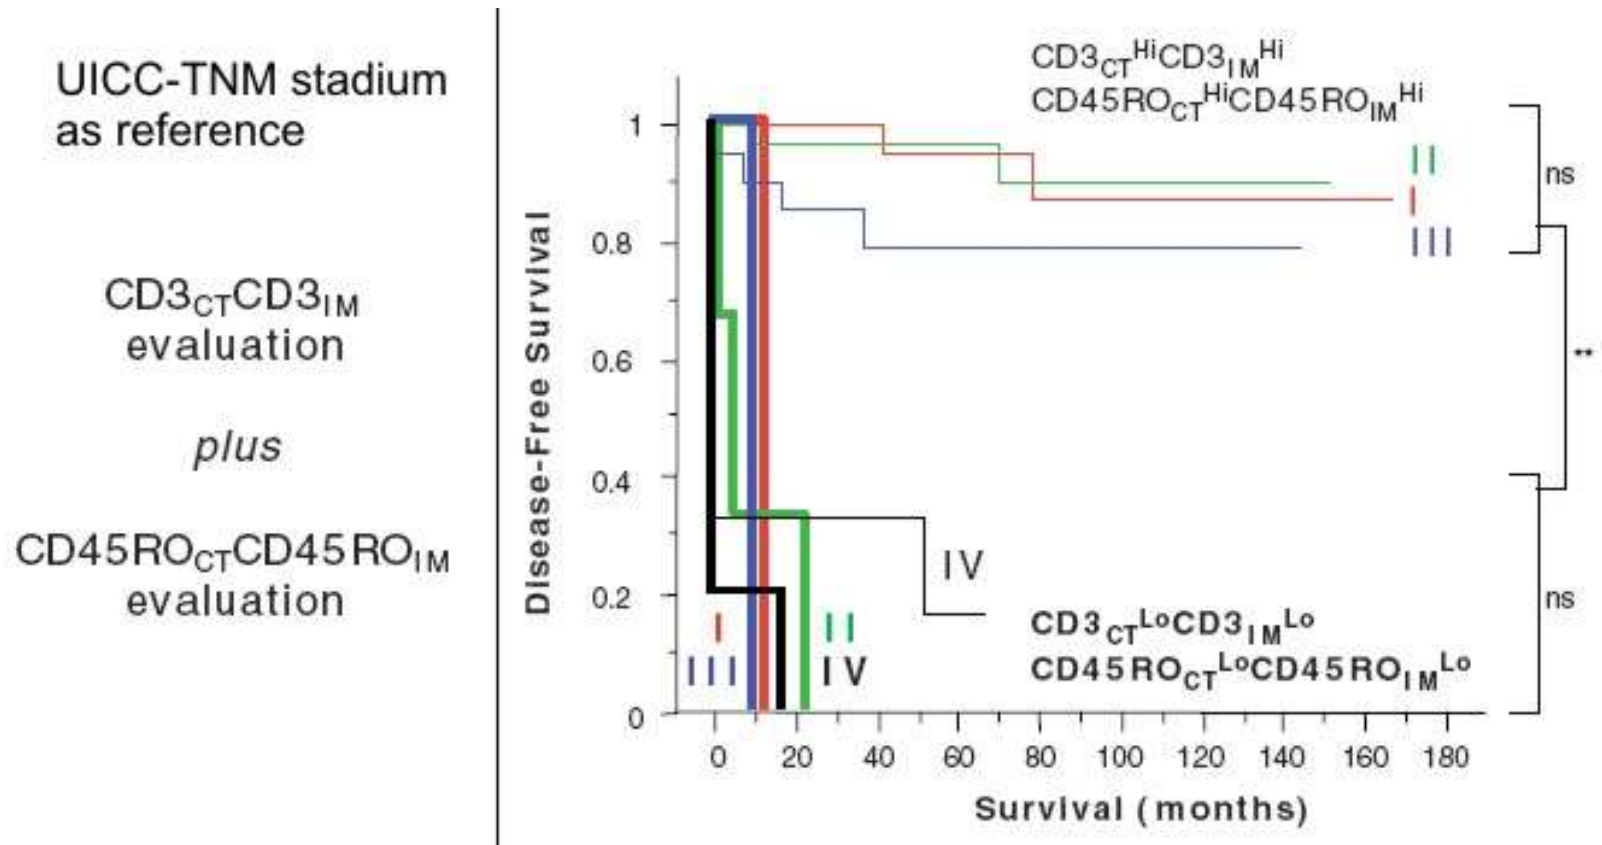 UICC-TNM stadium
as reference
CD3CTCD3IM
evaluation
plus
CD45ROCTCD45ROIM
evaluation
Disease-Free Survival
1
0.8
0.6
0.4
0.2
0
CD3CTHiCD3IMHi
CD45ROCTHiCD45ROIMHi
II
I
III
ns
**
ns
IV
CD3CTLoCD3IMLo
CD45ROCTLoCD45ROIMLo
I II
III IV
0 20 40 60 80 100 120 140 160 180
Survival (months)